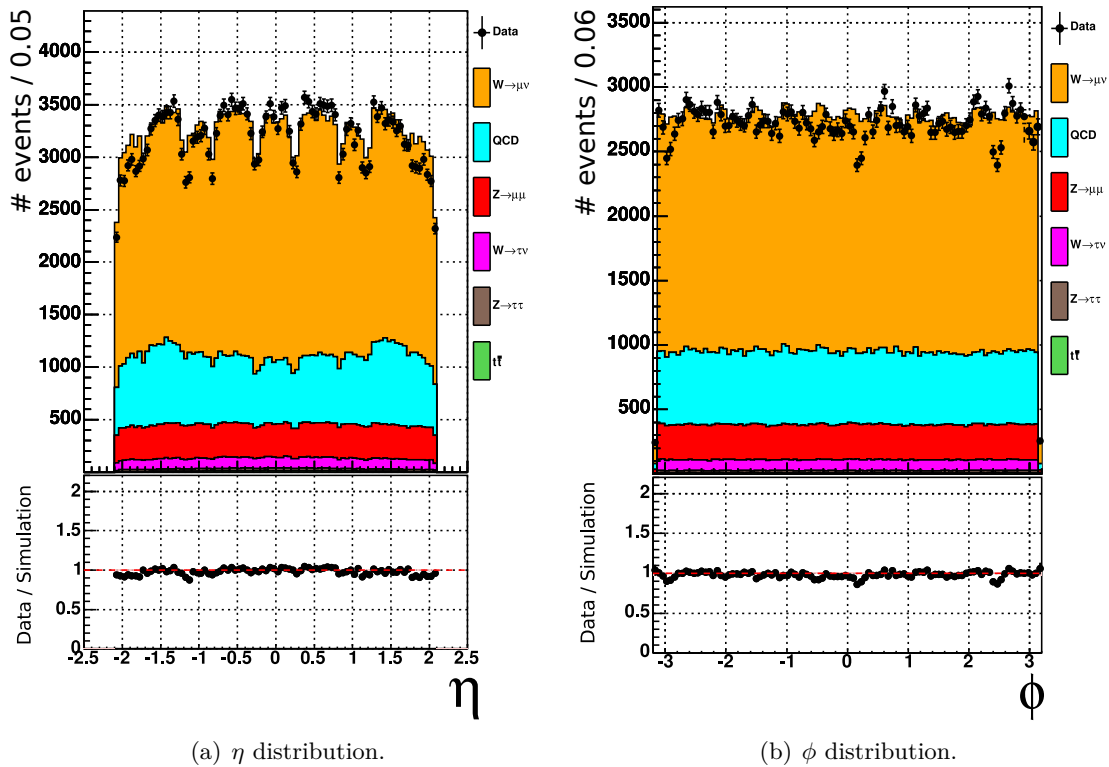 # events / 0.05
4000
3500
3000
2500
2000
1500
1000
500
Data
W→μν
QCD
Z→μμ
W→τν
Z→ττ
tt̅
Data / Simulation
2
1.5
1
0.5
0
-2.5 -2 -1.5 -1 -0.5 0 0.5 1 1.5 2 2.5
η
(a) η distribution.
# events / 0.06
3500
3000
2500
2000
1500
1000
500
Data
W→μν
QCD
Z→μμ
W→τν
Z→ττ
tt̅
Data / Simulation
2
1.5
1
0.5
0
-3 -2 -1 0 1 2 3
ϕ
(b) ϕ distribution.